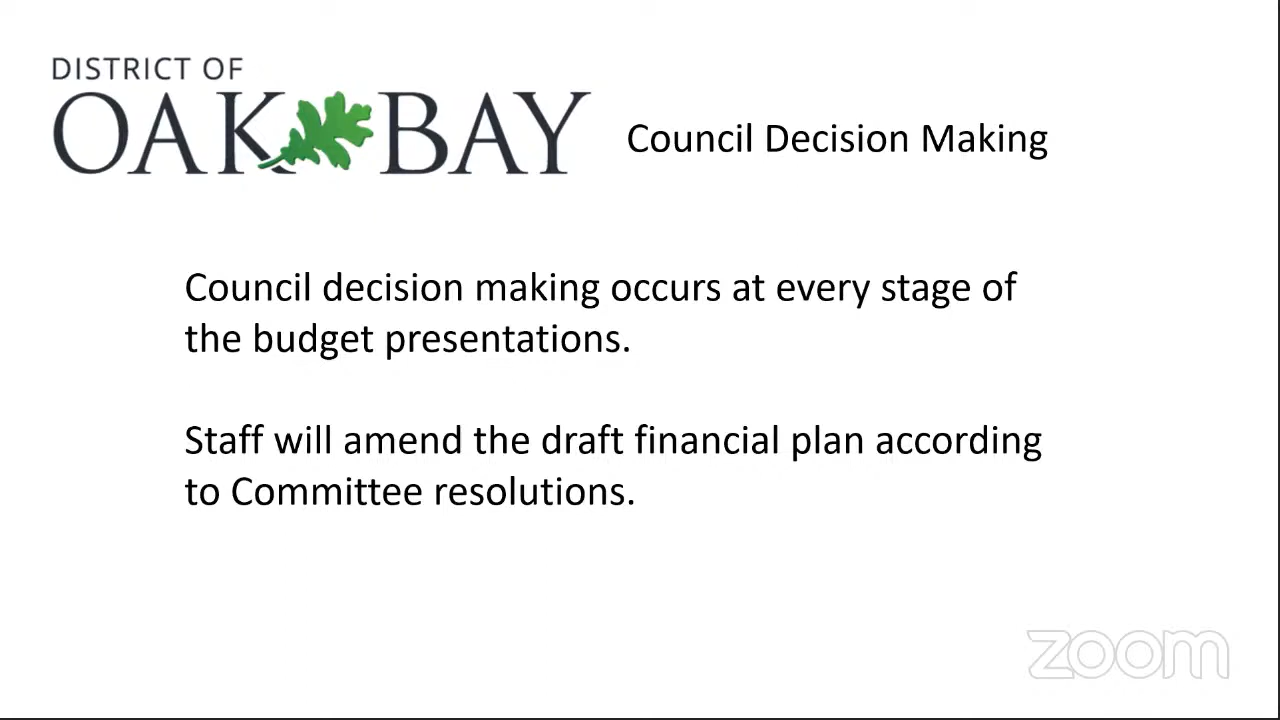 DISTRICT OF
OAK BAY
Council Decision Making
Council decision making occurs at every stage of
the budget presentations.
Staff will amend the draft financial plan according
to Committee resolutions.
zoom